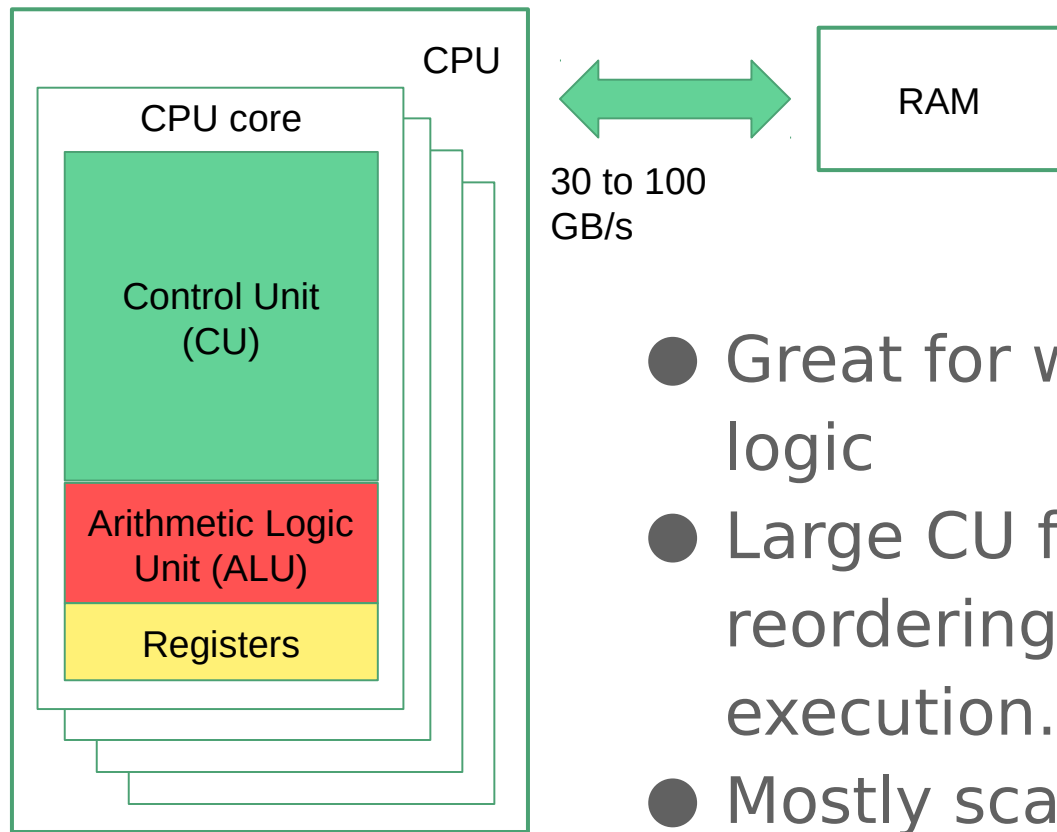 CPU
CPU core
Control Unit
(CU)
Arithmetic Logic
Unit (ALU)
Registers
30 to 100
GB/s
RAM
● Great for
logic
● Large CU
reordering
execution.
● Mostly